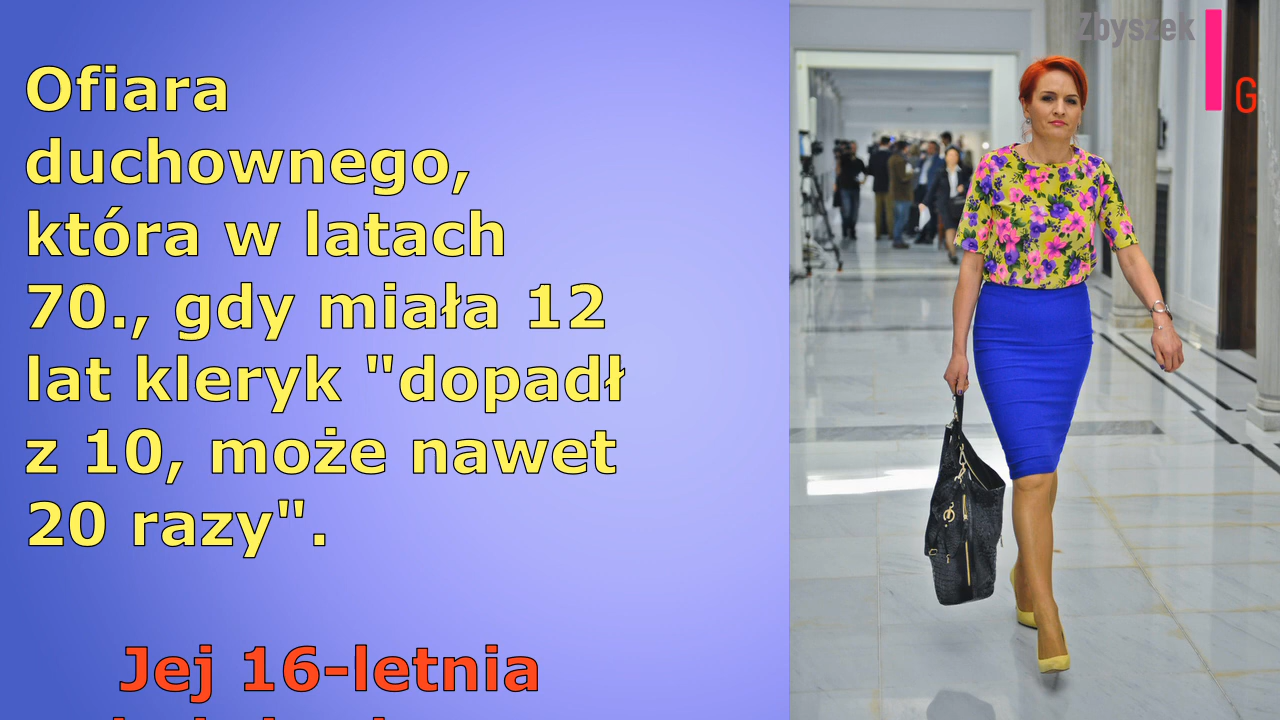 Zbyszek
G
Ofiara
duchownego,
która w latach
70., gdy miała 12
lat kleryk "dopadł
z 10, może nawet
20 razy".
Jej 16-letnia